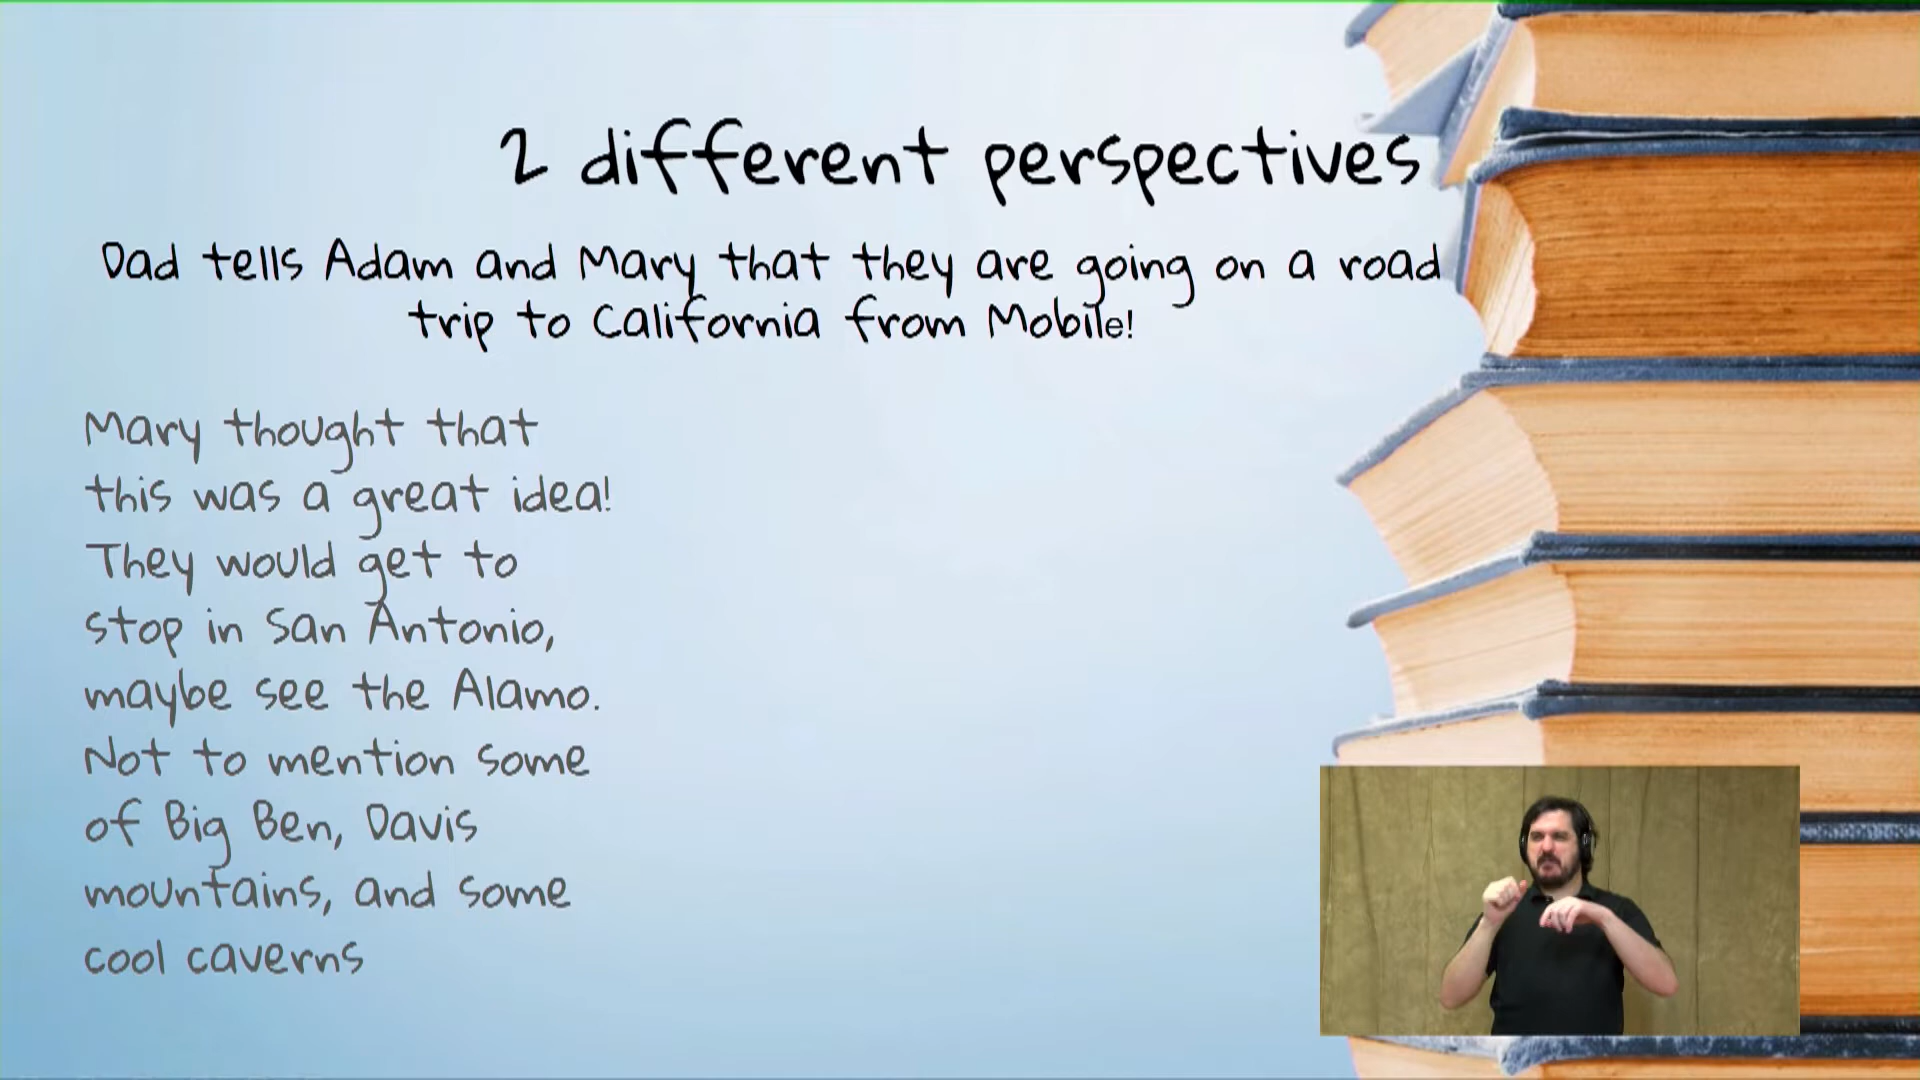 2 different perspectives
Dad tells Adam and Mary that they are going on a road
trip to California from Mobile!
Mary thought that
this was a great idea!
They would get to
stop in San Antonio,
maybe see the Alamo.
Not to mention some
of Big Ben, Davis
mountains, and some
cool caverns